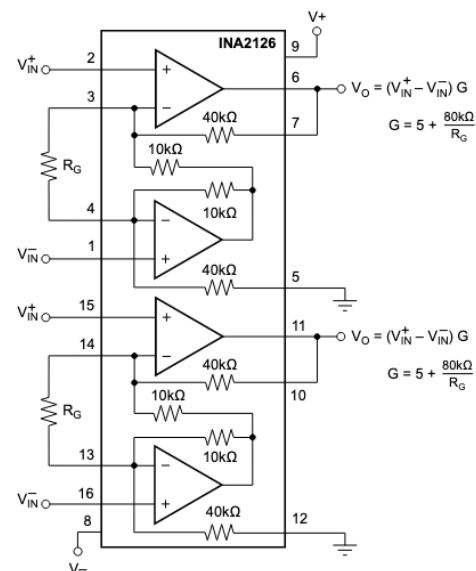 V+
INA2126
9
V+IN
2
6
VO = (V+IN – V–IN) G
3
40kΩ
7
G = 5 + 80kΩ/RG
10kΩ
RG
4
10kΩ
V–IN
1
40kΩ
5
V+IN
15
11
VO = (V+IN – V–IN) G
14
40kΩ
10
G = 5 + 80kΩ/RG
10kΩ
RG
13
10kΩ
V–IN
16
40kΩ
12
8
V–